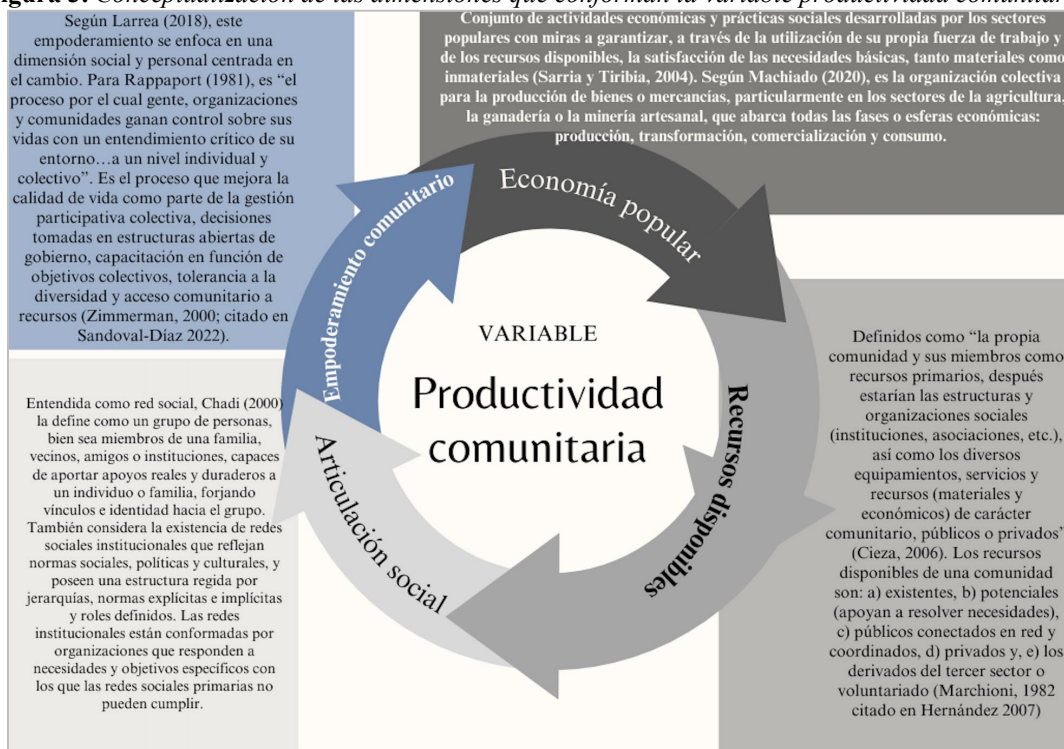 gura 3. Conceptualización de las dimensiones que conforman la variable productividad comunitar
Según Larrea (2018), este
empoderamiento se enfoca en una
dimensión social y personal centrada en
el cambio. Para Rappaport (1981), es “el
proceso por el cual gente, organizaciones
y comunidades ganan control sobre sus
vidas con un entendimiento crítico de su
entorno…a un nivel individual y
colectivo”. Es el proceso que mejora la
calidad de vida como parte de la gestión
participativa colectiva, decisiones
tomadas en estructuras abiertas de
gobierno, capacitación en función de
objetivos colectivos, tolerancia a la
diversidad y acceso comunitario a
recursos (Zimmerman, 2000; citado en
Sandoval-Díaz 2022).
Conjunto de actividades económicas y prácticas sociales desarrolladas por los sectores
populares con miras a garantizar, a través de la utilización de su propia fuerza de trabajo y
de los recursos disponibles, la satisfacción de las necesidades básicas, tanto materiales como
inmateriales (Sarria y Tiribia, 2004). Según Machiado (2020), es la organización colectiva
para la producción de bienes o mercancías, particularmente en los sectores de la agricultura,
la ganadería o la minería artesanal, que abarca todas las fases o esferas económicas:
producción, transformación, comercialización y consumo.
Empoderamiento comunitario
Economía popular
Recursos disponibles
Articulación social
VARIABLE
Productividad
comunitaria
Entendida como red social, Chadi (2000)
la define como un grupo de personas,
bien sea miembros de una familia,
vecinos, amigos o instituciones, capaces
de aportar apoyos reales y duraderos a
un individuo o familia, forjando
vínculos e identidad hacia el grupo.
También considera la existencia de redes
sociales institucionales que reflejan
normas sociales, políticas y culturales, y
poseen una estructura regida por
jerarquías, normas explícitas e implícitas
y roles definidos. Las redes
institucionales están conformadas por
organizaciones que responden a
necesidades y objetivos específicos con
los que las redes sociales primarias no
pueden cumplir.
Definidos como “la propia
comunidad y sus miembros como
recursos primarios, después
estarían las estructuras y
organizaciones sociales
(instituciones, asociaciones, etc.),
así como los diversos
equipamientos, servicios y
recursos (materiales y
económicos) de carácter
comunitario, públicos o privados”
(Cieza, 2006). Los recursos
disponibles de una comunidad
son: a) existentes, b) potenciales
(apoyan a resolver necesidades),
c) públicos conectados en red y
coordinados, d) privados y, e) los
derivados del tercer sector o
voluntariado (Marchioni, 1982
citado en Hernández 2007)